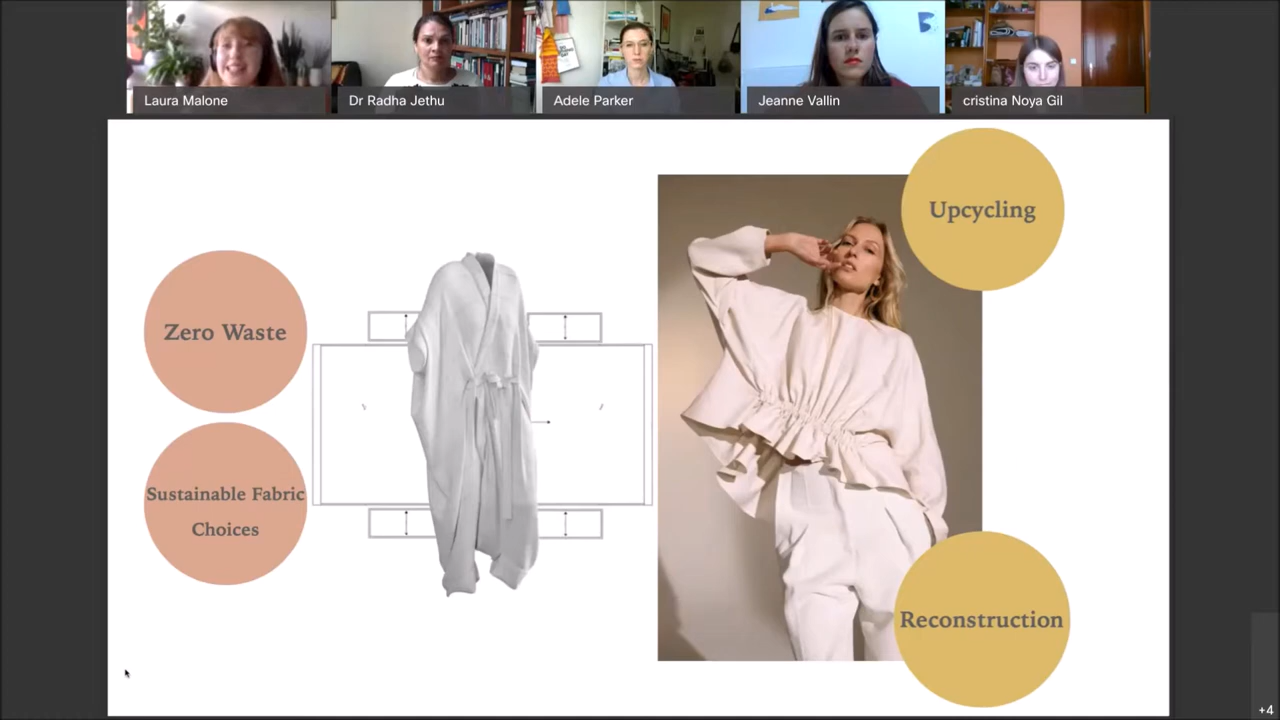 Laura Malone
Dr Radha Jethu
Adele Parker
Jeanne Vallin
cristina Noya Gil
Upcycling
Zero Waste
Sustainable Fabric
Choices
Reconstruction
+4